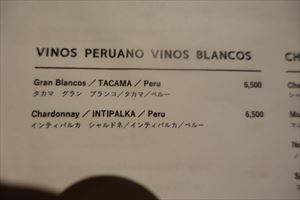 VINOS PERUANO VINOS BLANCOS
Gran Blancos／TACAMA／Peru 6,500
タカマ グラン ブランコ／タカマ／ペルー
Chardonnay／INTIPALKA／Peru 6,500
インティパルカ シャルドネ／インティパルカ／ペルー
CH